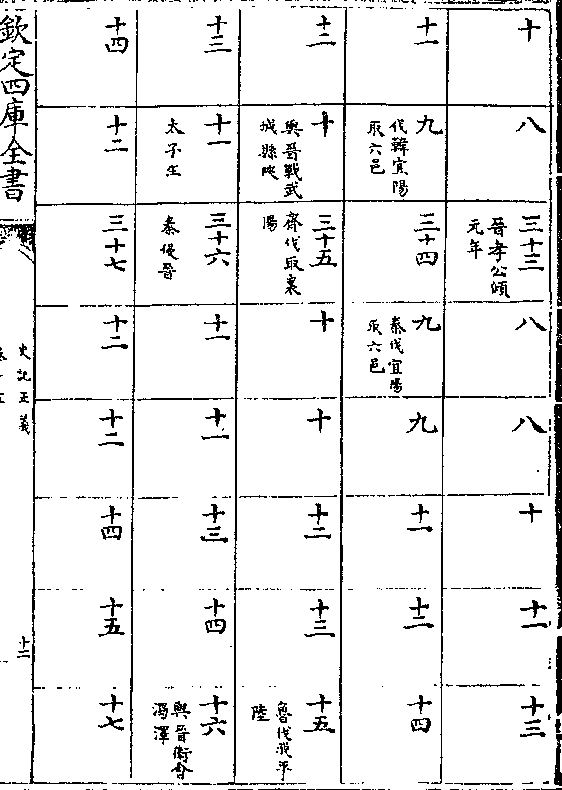 十
八
三十三
晉孝公傾
元年
八
八
十
十一
十三
十一
九
伐韓宜陽
取六邑
三十四
九
秦伐宜陽
取六邑
九
十一
十二
十四
十二
十
與晉戰武
城縣陜
三十五
齊伐取襄
陽
十
十
十二
十三
十五
魯伐我平
陸
十三
十一
太子生
三十六
秦侵晉
十一
十一
十三
十四
十六
與晉衛會
澤
十四
十二
三十七
十二
十二
十四
十五
十七
欽定四庫全書
史記正義
十二